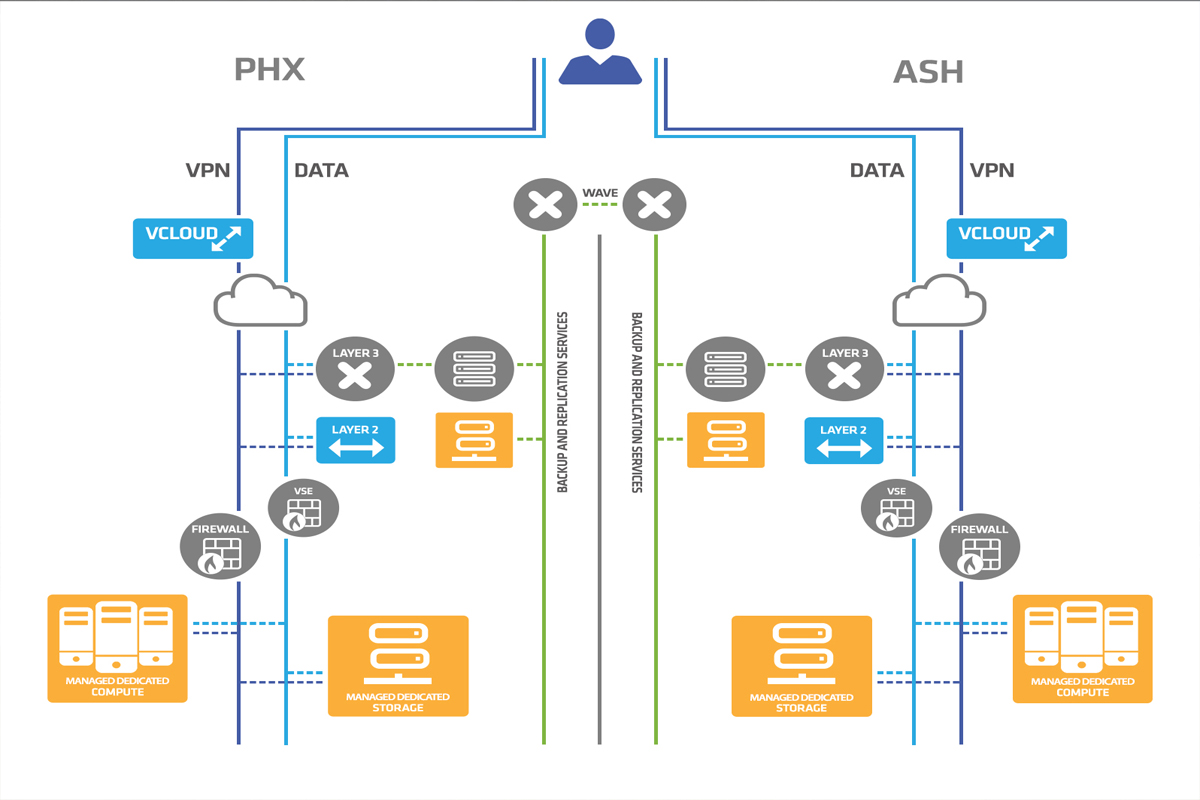 PHX
ASH
VPN
DATA
DATA
VPN
WAVE
VCLOUD
VCLOUD
BACKUP AND REPLICATION SERVICES
BACKUP AND REPLICATION SERVICES
LAYER 3
LAYER 3
LAYER 2
LAYER 2
VSE
VSE
FIREWALL
FIREWALL
MANAGED DEDICATED
COMPUTE
MANAGED DEDICATED
STORAGE
MANAGED DEDICATED
STORAGE
MANAGED DEDICATED
COMPUTE